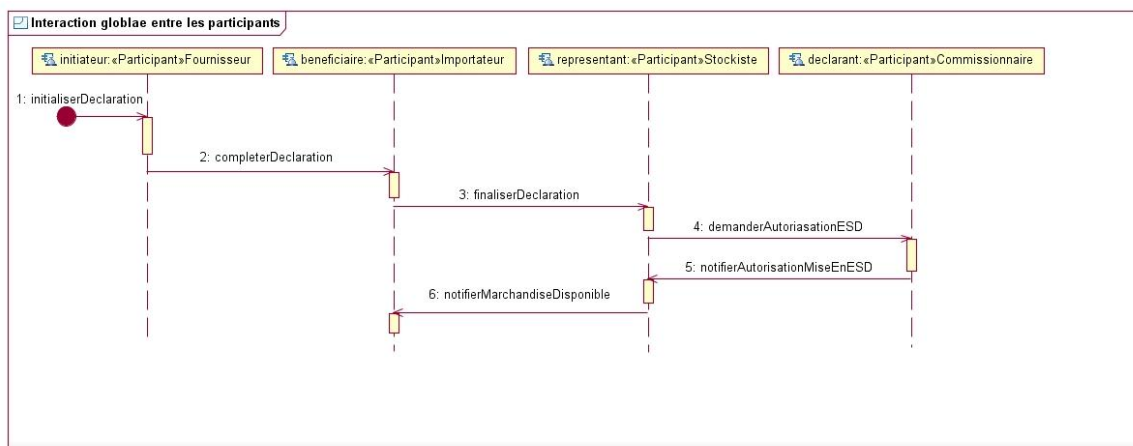 Interaction globlae entre les participants
initiateur:«Participant»Fournisseur
beneficiaire:«Participant»Importateur
representant:«Participant»Stockiste
declarant:«Participant»Commissionnaire
1: initialiserDeclaration
2: completerDeclaration
3: finaliserDeclaration
4: demanderAutoriasationESD
5: notifierAutorisationMiseEnESD
6: notifierMarchandiseDisponible